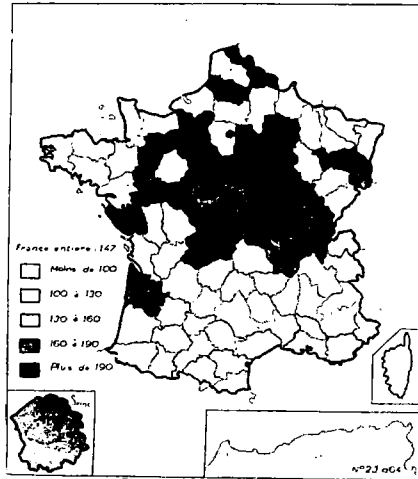 France entière : 147
Moins de 100
100 à 130
130 à 160
160 à 190
Plus de 190
Seine